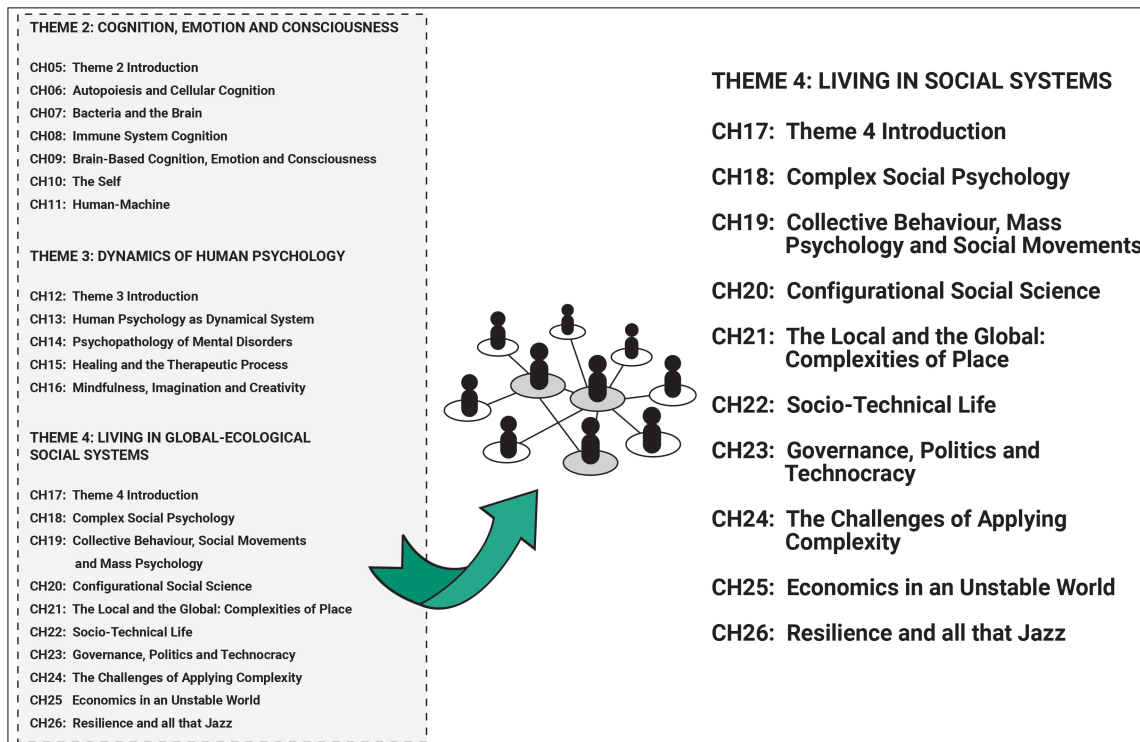 THEME 2: COGNITION, EMOTION AND CONSCIOUSNESS
CH05: Theme 2 Introduction
CH06: Autopoiesis and Cellular Cognition
CH07: Bacteria and the Brain
CH08: Immune System Cognition
CH09: Brain-Based Cognition, Emotion and Consciousness
CH10: The Self
CH11: Human-Machine
THEME 3: DYNAMICS OF HUMAN PSYCHOLOGY
CH12: Theme 3 Introduction
CH13: Human Psychology as Dynamical System
CH14: Psychopathology of Mental Disorders
CH15: Healing and the Therapeutic Process
CH16: Mindfulness, Imagination and Creativity
THEME 4: LIVING IN GLOBAL-ECOLOGICAL
SOCIAL SYSTEMS
CH17: Theme 4 Introduction
CH18: Complex Social Psychology
CH19: Collective Behaviour, Social Movements
and Mass Psychology
CH20: Configurational Social Science
CH21: The Local and the Global: Complexities of Place
CH22: Socio-Technical Life
CH23: Governance, Politics and Technocracy
CH24: The Challenges of Applying Complexity
CH25 Economics in an Unstable World
CH26: Resilience and all that Jazz
THEME 4: LIVING IN SOCIAL SYSTEMS
CH17: Theme 4 Introduction
CH18: Complex Social Psychology
CH19: Collective Behaviour, Mass
Psychology and Social Movements
CH20: Configurational Social Science
CH21: The Local and the Global:
Complexities of Place
CH22: Socio-Technical Life
CH23: Governance, Politics and
Technocracy
CH24: The Challenges of Applying
Complexity
CH25: Economics in an Unstable World
CH26: Resilience and all that Jazz